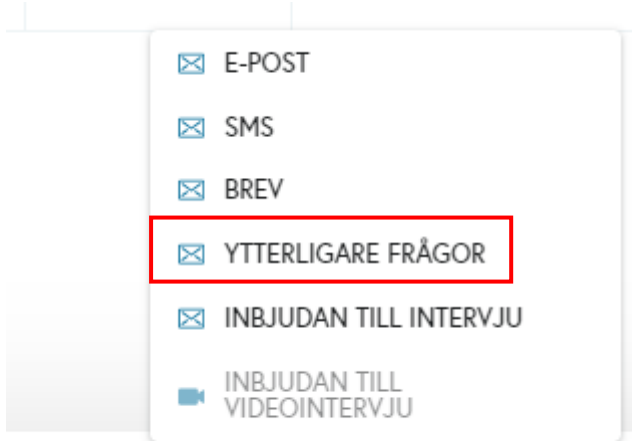 E-POST
SMS
BREV
YTTERLIGARE FRÅGOR
INBJUDAN TILL INTERVJU
INBJUDAN TILL
VIDEOINTERVJU